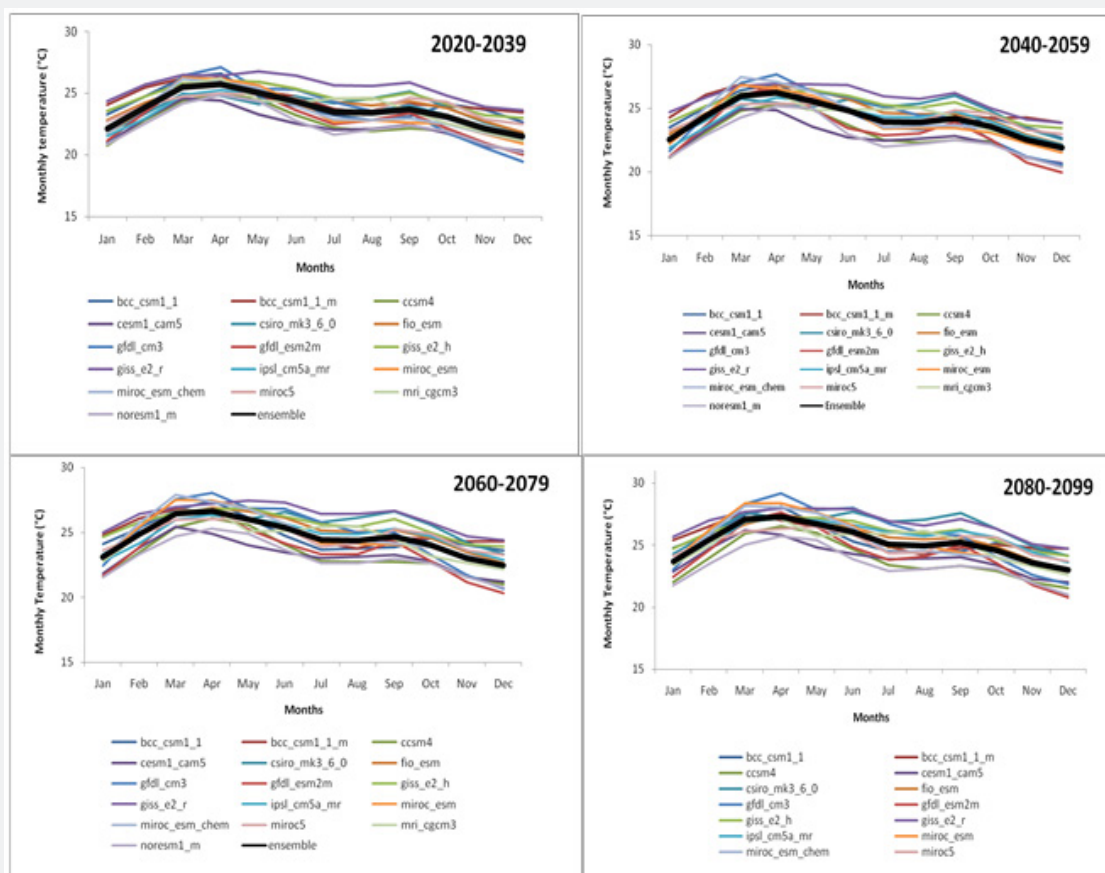 2020-2039
Monthly temperature (°C)
30
25
20
15
Jan Feb Mar Apr May Jun Jul Aug Sep Oct Nov Dec
Months
bcc_csm1_1 bcc_csm1_1_m ccsm4
cesm1_cam5 csiro_mk3_6_0 fio_esm
gfdl_cm3 gfdl_esm2m giss_e2_h
giss_e2_r ipsl_cm5a_mr miroc_esm
miroc_esm_chem miroc5 mri_cgcm3
noresm1_m ensemble
2040-2059
Monthly Temperature (°C)
30
25
20
15
Jan Feb Mar Apr May Jun Jul Aug Sep Oct Nov Dec
Months
bcc_csm1_1 bcc_csm1_1_m ccsm4
cesm1_cam5 csiro_mk3_6_0 fio_esm
gfdl_cm3 gfdl_esm2m giss_e2_h
giss_e2_r ipsl_cm5a_mr miroc_esm
miroc_esm_chem miroc5 mri_cgcm3
noresm1_m Ensemble
2060-2079
Monthly Temperature (°C)
30
25
20
15
Jan Feb Mar Apr May Jun Jul Aug Sep Oct Nov Dec
Months
bcc_csm1_1 bcc_csm1_1_m ccsm4
cesm1_cam5 csiro_mk3_6_0 fio_esm
gfdl_cm3 gfdl_esm2m giss_e2_h
giss_e2_r ipsl_cm5a_mr miroc_esm
miroc_esm_chem miroc5 mri_cgcm3
noresm1_m ensemble
2080-2099
Monthly Temperature (°C)
30
25
20
15
Jan Feb Mar Apr May Jun Jul Aug Sep Oct Nov Dec
Months
bcc_csm1_1 bcc_csm1_1_m
ccsm4 cesm1_cam5
csiro_mk3_6_0 fio_esm
gfdl_cm3 gfdl_esm2m
giss_e2_h giss_e2_r
ipsl_cm5a_mr miroc_esm
miroc_esm_chem miroc5